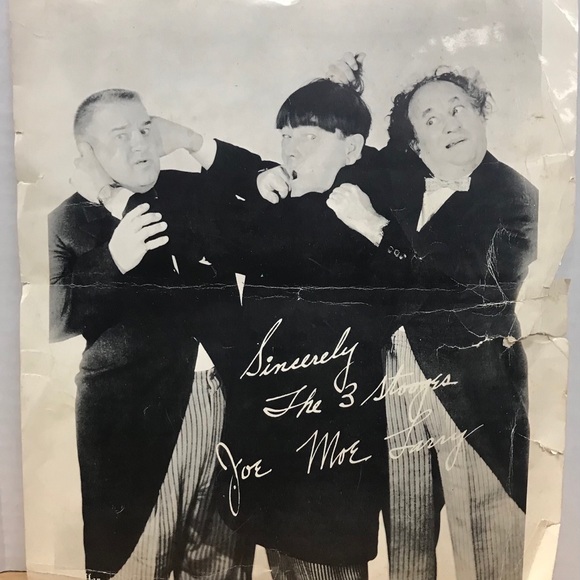 Sincerely
The 3 Stooges
Joe Moe Larry